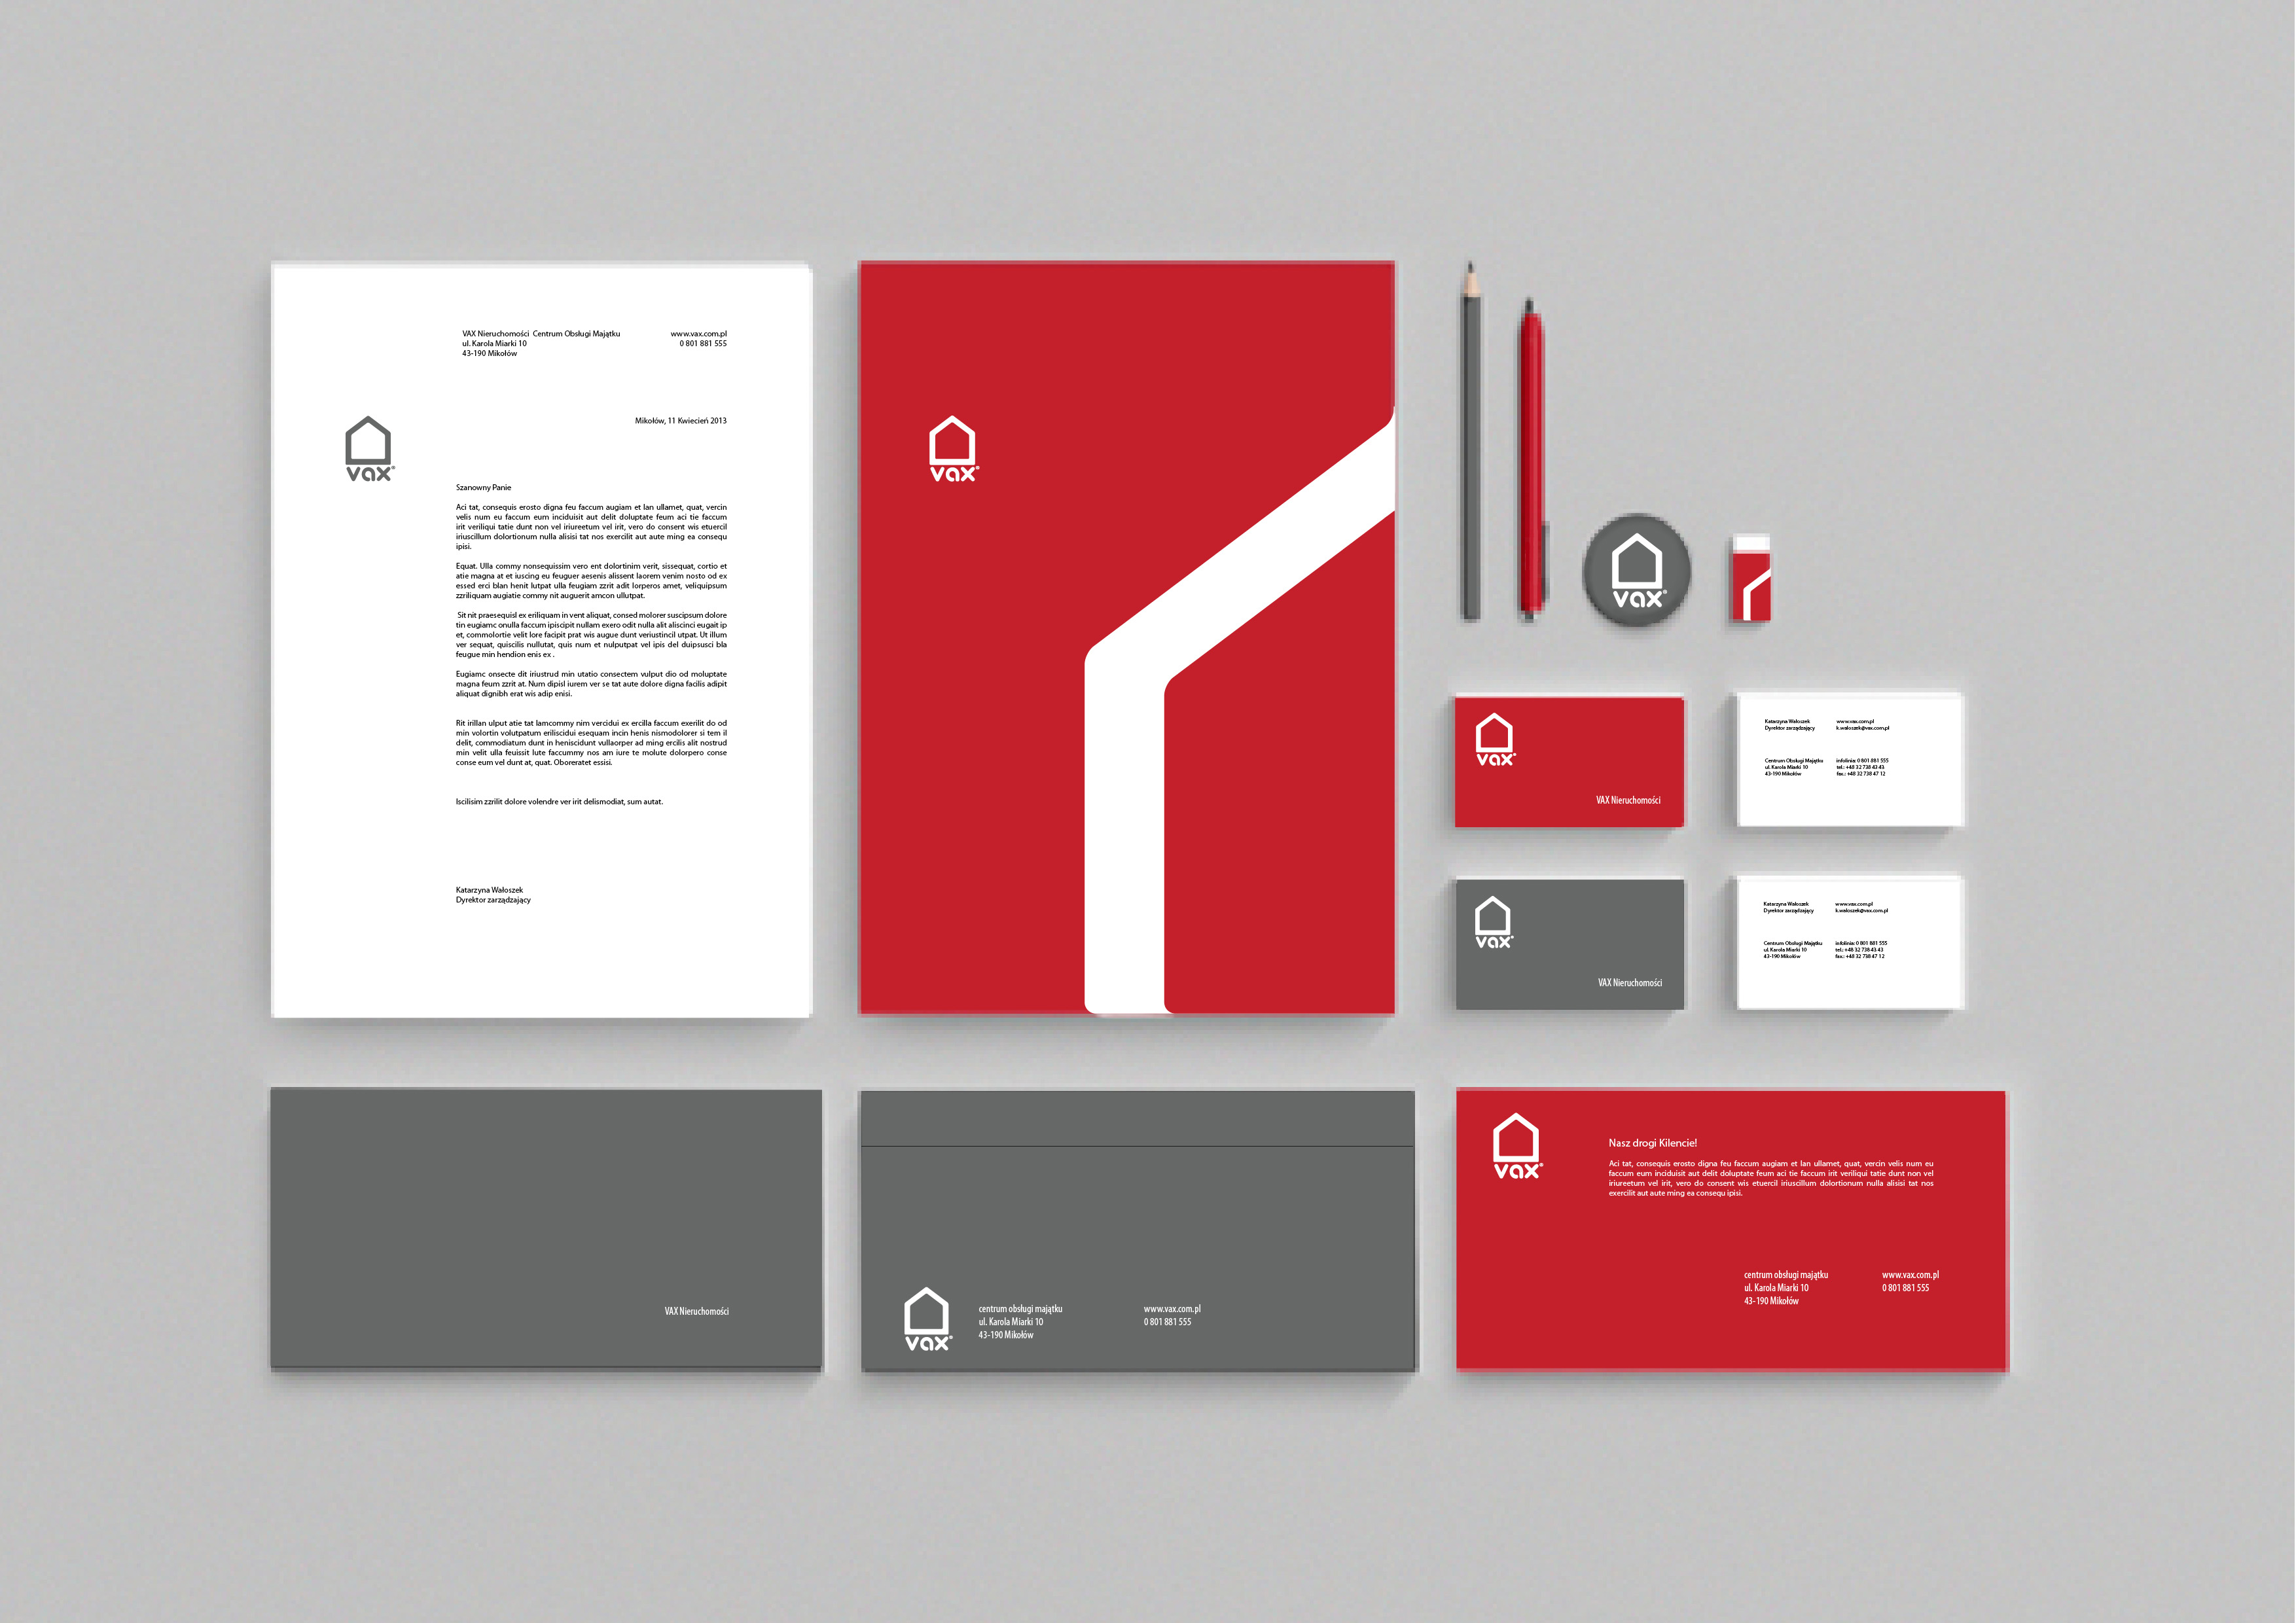 VAX Nieruchomości Centrum Obsługi Majątku
ul. Karola Miarki 10
43-190 Mikołów
www.vax.com.pl
0 801 881 555
Mikołów, 11 Kwiecień 2013
vax
Szanowny Panie
Aci tat, consequis erosto digna feu faccum augiam et lan ullamet, quat, vercin
velis num eu faccum eum inciduisit aut delit doluptate feum aci tie faccum
irit veriliqui tatie dunt non vel iriureetum vel irit, vero do consent wis etuercil
iriuscillum dolortionum nulla alisisi tat nos exercilit aut aute ming ea consequ
ipisi.
Equat. Ulla commy nonsequissim vero ent dolortinim verit, sissequat, cortio et
atie magna at et iuscing eu feuguer aesenis alissent laorem venim nosto od ex
essed erci blan henit lutpat ulla feugiam zzrit adit lorperos amet, veliquipsum
zzriliquam augiatie commy nit auguerit amcon ullutpat.
Sit nit praesequisl ex eriliquam in vent aliquat, consed molorer suscipsum dolore
tin eugiamc onulla faccum ipiscipit nullam exero odit nulla alit aliscinci eugait ip
et, commolortie velit lore facipit prat wis augue dunt veriustincil utpat. Ut illum
ver sequat, quiscilis nullutat, quis num et nulputpat vel ipis del duipsusci bla
feugue min hendion enis ex .
Eugiamc onsecte dit iriustrud min utatio consectem vulput dio od moluptate
magna feum zzrit at. Num dipisl iurem ver se tat aute dolore digna facilis adipit
aliquat dignibh erat wis adip enisi.
Rit irillan ulput atie tat lamcommy nim vercidui ex ercilla faccum exerilit do od
min volortin volutpatum eriliscidui esequam incin henis nismodolorer si tem il
delit, commodiatum dunt in heniscidunt vullaorper ad ming ercilis alit nostrud
min velit ulla feuissit lute faccummy nos am iure te molute dolorpero conse
conse eum vel dunt at, quat. Oboreratet essisi.
Iscilisim zzrilit dolore volendre ver irit delismodiat, sum autat.
Katarzyna Wałoszek
Dyrektor zarządzający
vax
vax
vax
VAX Nieruchomości
Katarzyna Wałoszek
Dyrektor zarządzający
www.vax.com.pl
k.waloszek@vax.com.pl
Centrum Obsługi Majątku
ul. Karola Miarki 10
43-190 Mikołów
infolinia: 0 801 881 555
tel.: +48 32 738 43 43
fax.: +48 32 738 47 12
vax
VAX Nieruchomości
Katarzyna Wałoszek
Dyrektor zarządzający
www.vax.com.pl
k.waloszek@vax.com.pl
Centrum Obsługi Majątku
ul. Karola Miarki 10
43-190 Mikołów
infolinia: 0 801 881 555
tel.: +48 32 738 43 43
fax.: +48 32 738 47 12
VAX Nieruchomości
vax
centrum obsługi majątku
ul. Karola Miarki 10
43-190 Mikołów
www.vax.com.pl
0 801 881 555
vax
Nasz drogi Kilencie!
Aci tat, consequis erosto digna feu faccum augiam et lan ullamet, quat, vercin velis num eu
faccum eum inciduisit aut delit doluptate feum aci tie faccum irit veriliqui tatie dunt non vel
iriureetum vel irit, vero do consent wis etuercil iriuscillum dolortionum nulla alisisi tat nos
exercilit aut aute ming ea consequ ipisi.
centrum obsługi majątku
ul. Karola Miarki 10
43-190 Mikołów
www.vax.com.pl
0 801 881 555